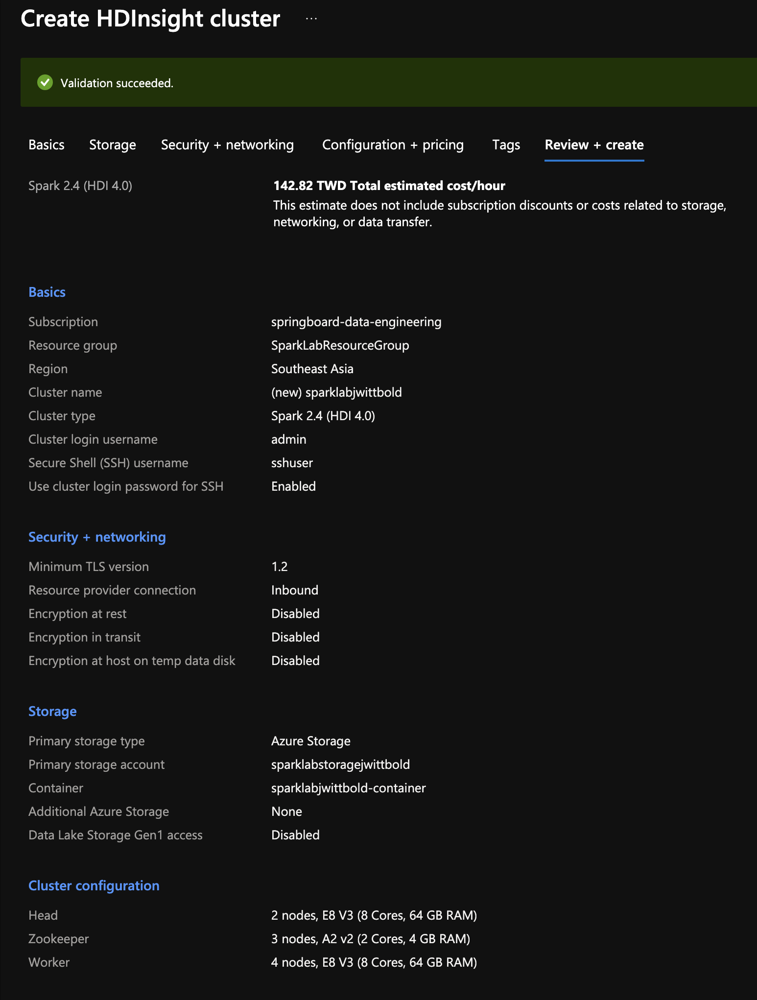 Create HDInsight cluster ...
Validation succeeded.
Basics Storage Security + networking Configuration + pricing Tags Review + create
Spark 2.4 (HDI 4.0) 142.82 TWD Total estimated cost/hour
This estimate does not include subscription discounts or costs related to storage,
networking, or data transfer.
Basics
Subscription springboard-data-engineering
Resource group SparkLabResourceGroup
Region Southeast Asia
Cluster name (new) sparklabjwittbold
Cluster type Spark 2.4 (HDI 4.0)
Cluster login username admin
Secure Shell (SSH) username sshuser
Use cluster login password for SSH Enabled
Security + networking
Minimum TLS version 1.2
Resource provider connection Inbound
Encryption at rest Disabled
Encryption in transit Disabled
Encryption at host on temp data disk Disabled
Storage
Primary storage type Azure Storage
Primary storage account sparklabstoragejwittbold
Container sparklabjwittbold-container
Additional Azure Storage None
Data Lake Storage Gen1 access Disabled
Cluster configuration
Head 2 nodes, E8 V3 (8 Cores, 64 GB RAM)
Zookeeper 3 nodes, A2 v2 (2 Cores, 4 GB RAM)
Worker 4 nodes, E8 V3 (8 Cores, 64 GB RAM)